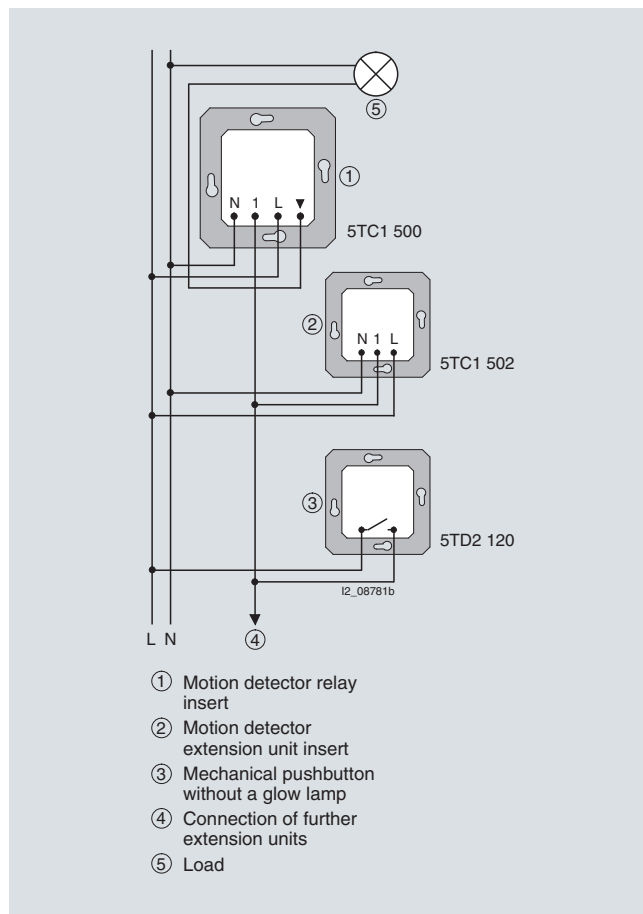 ⑤
N 1 L ▼
①
5TC1 500
②
N 1 L
5TC1 502
③
5TD2 120
I2_08781b
L N
④
① Motion detector relay
insert
② Motion detector
extension unit insert
③ Mechanical pushbutton
without a glow lamp
④ Connection of further
extension units
⑤ Load